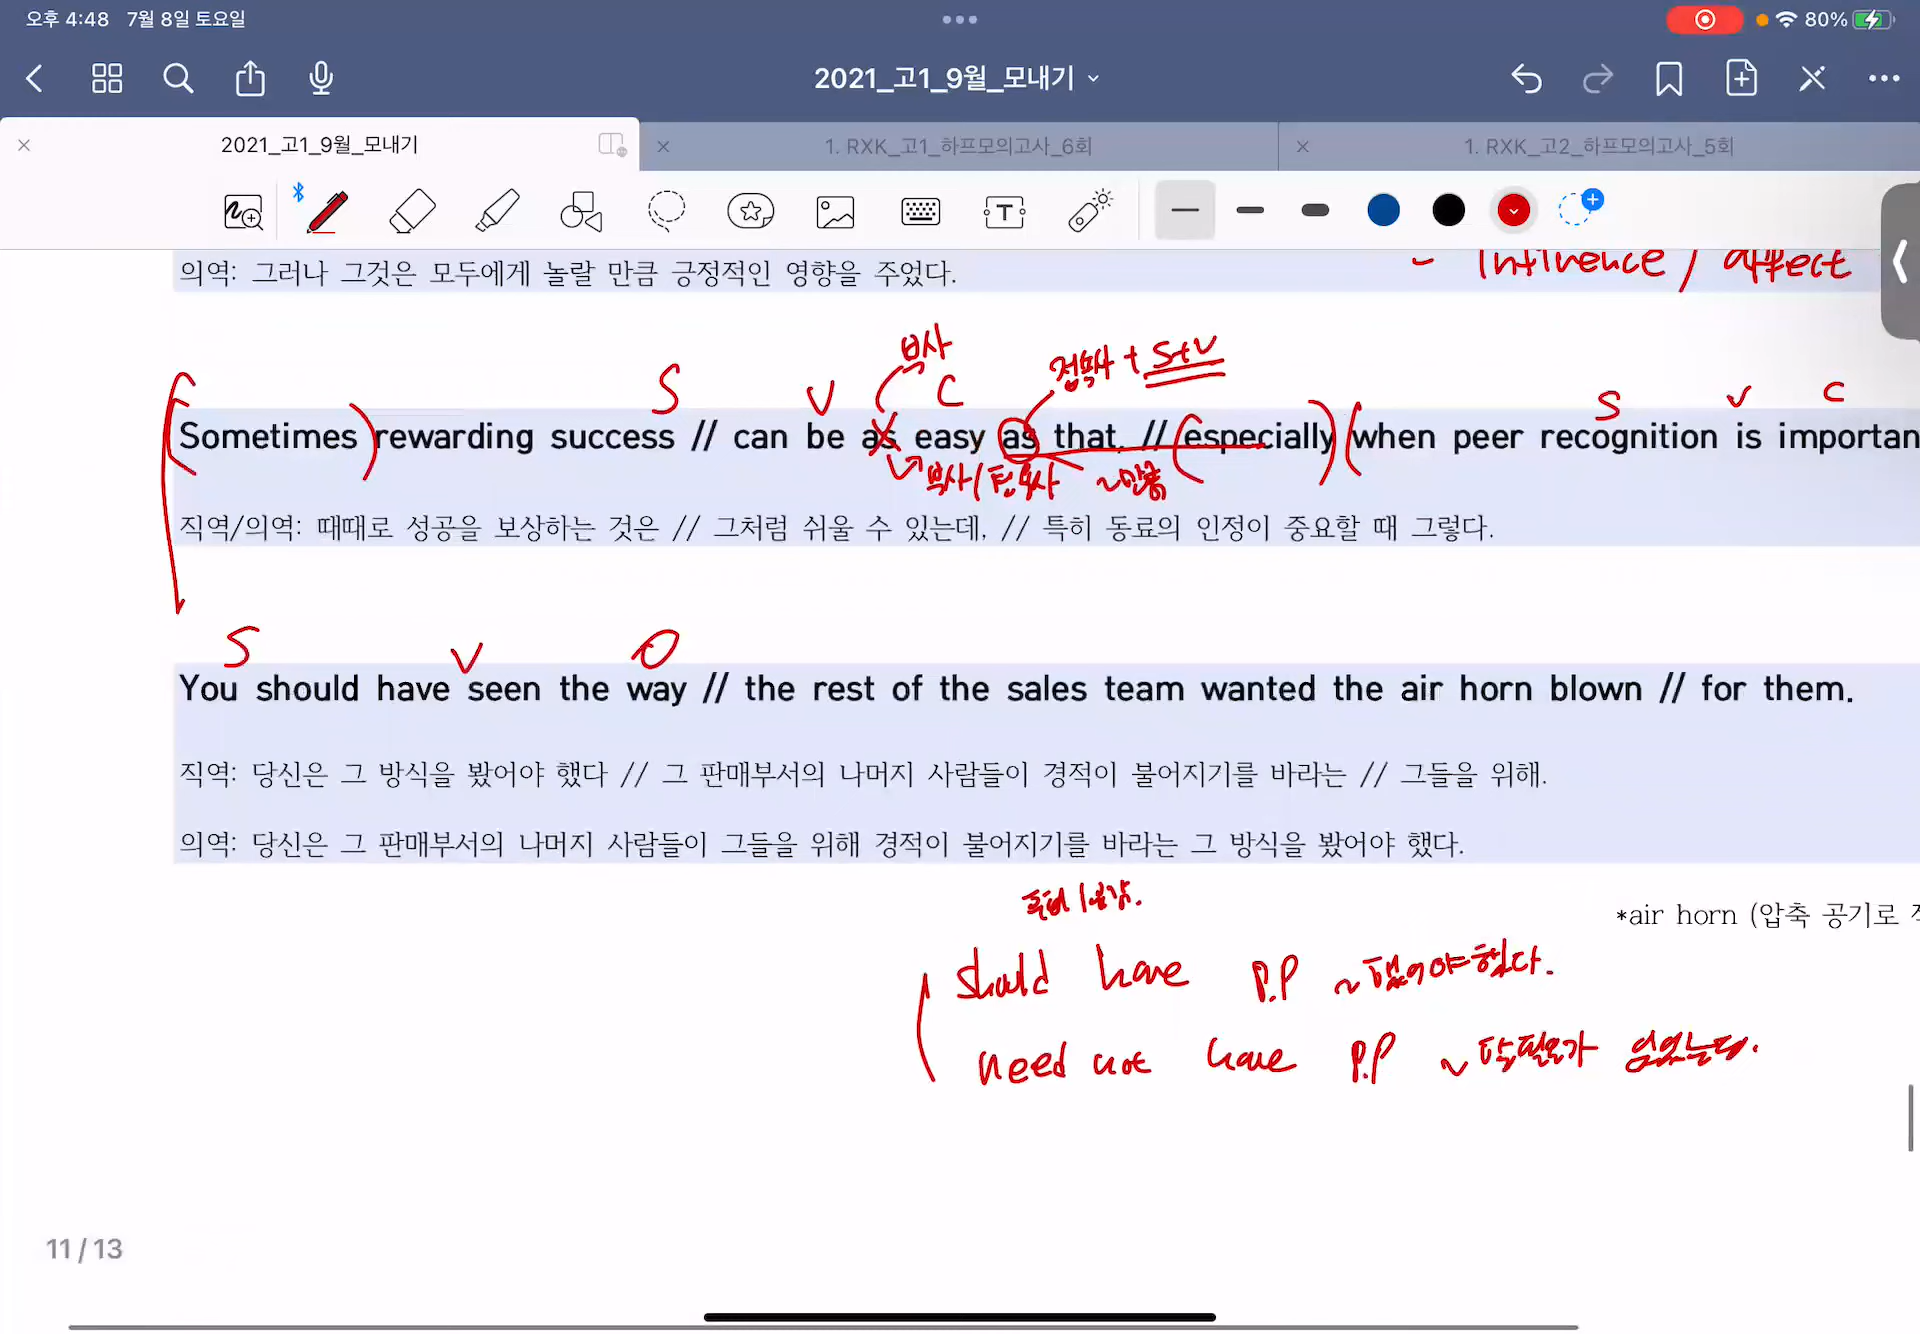 오후 4:48 7월 8일 토요일
80%
2021_고1_9월_모내기
2021_고1_9월_모내기
1. RXK_고1_하프모의고사_6회
1. RXK_고2_하프모의고사_5회
의역: 그러나 그것은 모두에게 놀랄 만큼 긍정적인 영향을 주었다.
~ influence / affect
부사
접속사 + S+V
S V C S V C
Sometimes rewarding success // can be as easy as that, // especially when peer recognition is importan
부사/ ~만큼
직역/의역: 때때로 성공을 보상하는 것은 // 그처럼 쉬울 수 있는데, // 특히 동료의 인정이 중요할 때 그렇다.
S V O
You should have seen the way // the rest of the sales team wanted the air horn blown // for them.
직역: 당신은 그 방식을 봤어야 했다 // 그 판매부서의 나머지 사람들이 경적이 불어지기를 바라는 // 그들을 위해.
의역: 당신은 그 판매부서의 나머지 사람들이 그들을 위해 경적이 불어지기를 바라는 그 방식을 봤어야 했다.
*air horn (압축 공기로
should have P.P ~했어야했다.
need not have P.P ~할필요가 없었는데.
11 / 13